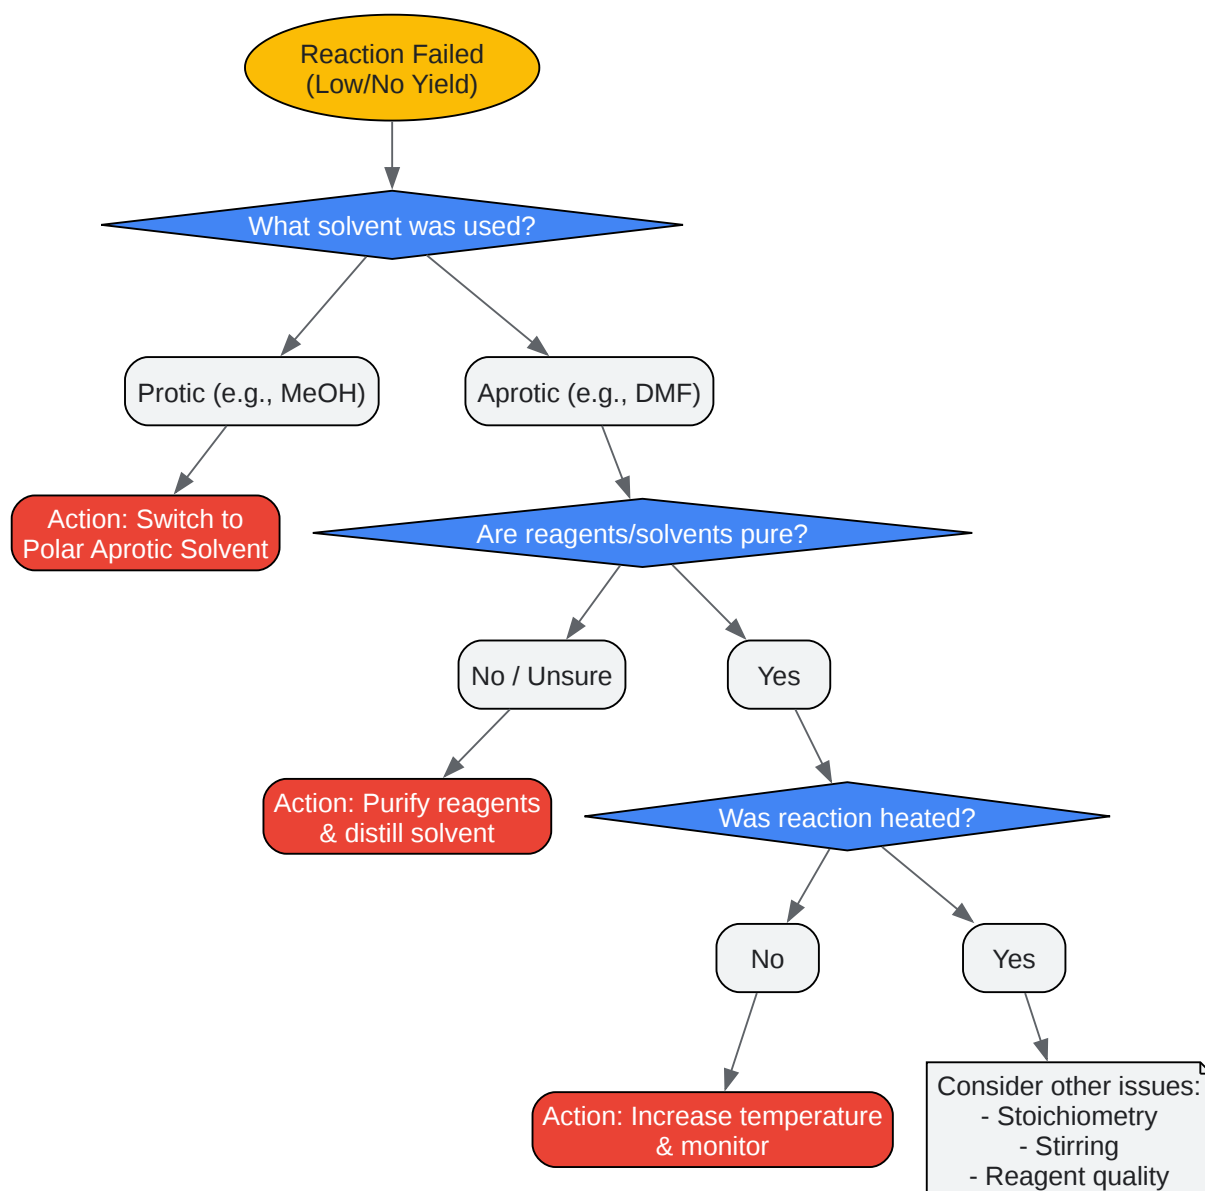 Reaction Failed
(Low/No Yield)
What solvent was used?
Protic (e.g., MeOH)
Aprotic (e.g., DMF)
Action: Switch to
Polar Aprotic Solvent
Are reagents/solvents pure?
No / Unsure
Yes
Action: Purify reagents
& distill solvent
Was reaction heated?
No
Yes
Action: Increase temperature
& monitor
Consider other issues:
- Stoichiometry
- Stirring
- Reagent quality